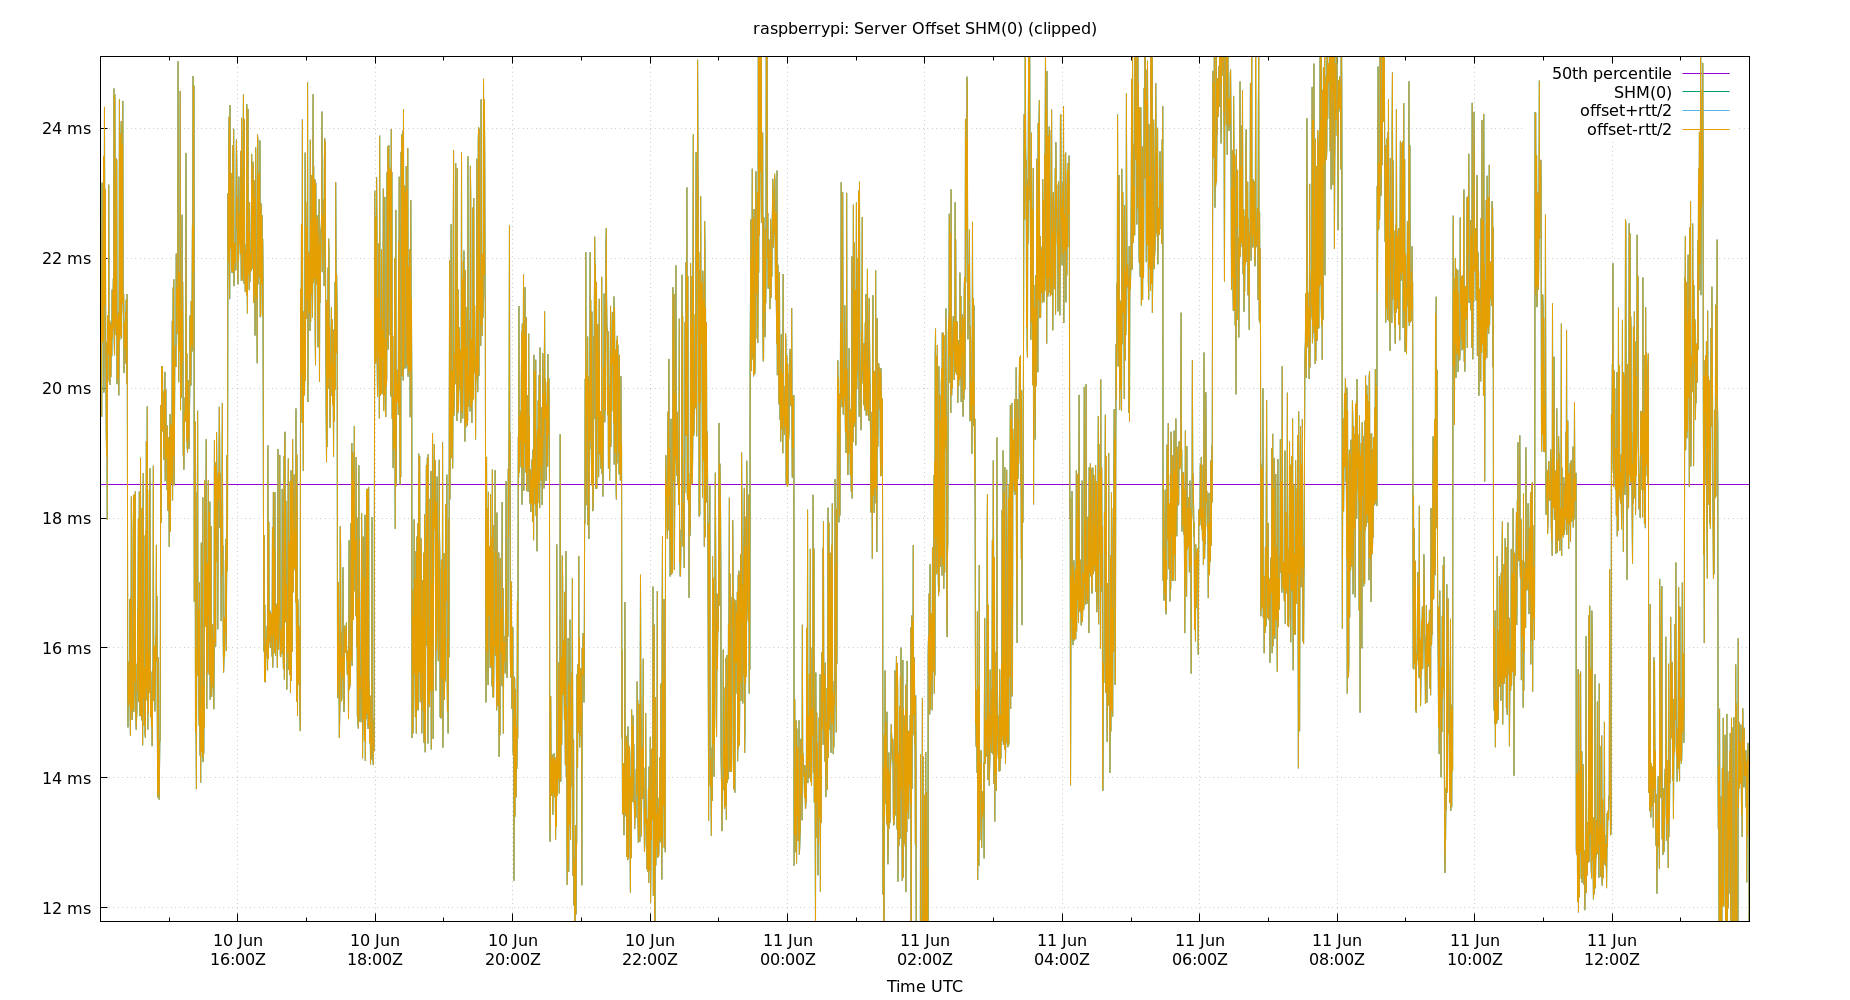 raspberrypi: Server Offset SHM(0) (clipped)
50th percentile
SHM(0)
offset+rtt/2
offset-rtt/2
24 ms
22 ms
20 ms
18 ms
16 ms
14 ms
12 ms
10 Jun 10 Jun 10 Jun 10 Jun 11 Jun 11 Jun 11 Jun 11 Jun 11 Jun 11 Jun 11 Jun
16:00Z 18:00Z 20:00Z 22:00Z 00:00Z 02:00Z 04:00Z 06:00Z 08:00Z 10:00Z 12:00Z
Time UTC